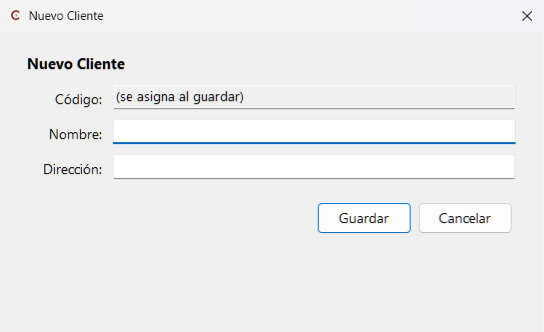 Nuevo Cliente
Nuevo Cliente
Código: (se asigna al guardar)
Nombre:
Dirección:
Guardar Cancelar